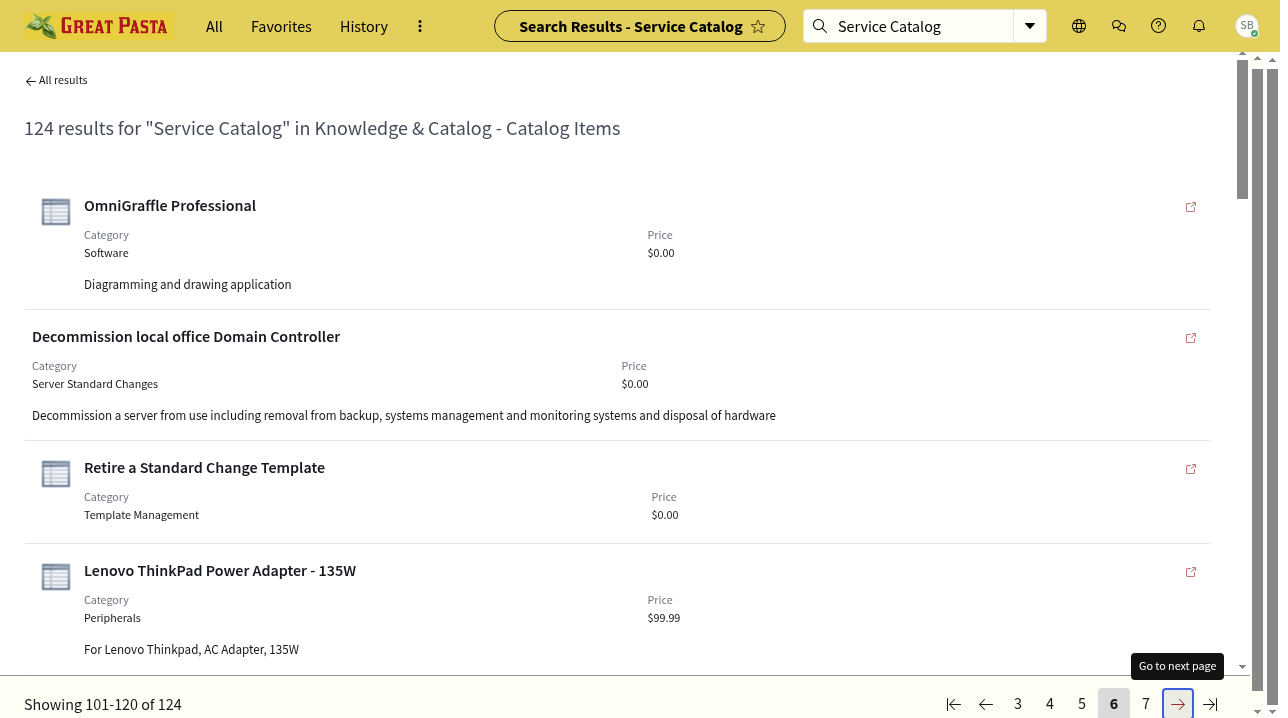 GREAT PASTA
All
Favorites
History
Search Results - Service Catalog
Service Catalog
SB
All results
124 results for "Service Catalog" in Knowledge & Catalog - Catalog Items
OmniGraffle Professional
Category
Price
Software
$0.00
Diagramming and drawing application
Decommission local office Domain Controller
Category
Price
Server Standard Changes
$0.00
Decommission a server from use including removal from backup, systems management and monitoring systems and disposal of hardware
Retire a Standard Change Template
Category
Price
Template Management
$0.00
Lenovo ThinkPad Power Adapter - 135W
Category
Price
Peripherals
$99.99
For Lenovo Thinkpad, AC Adapter, 135W
Go to next page
Showing 101-120 of 124
3 4 5 6 7